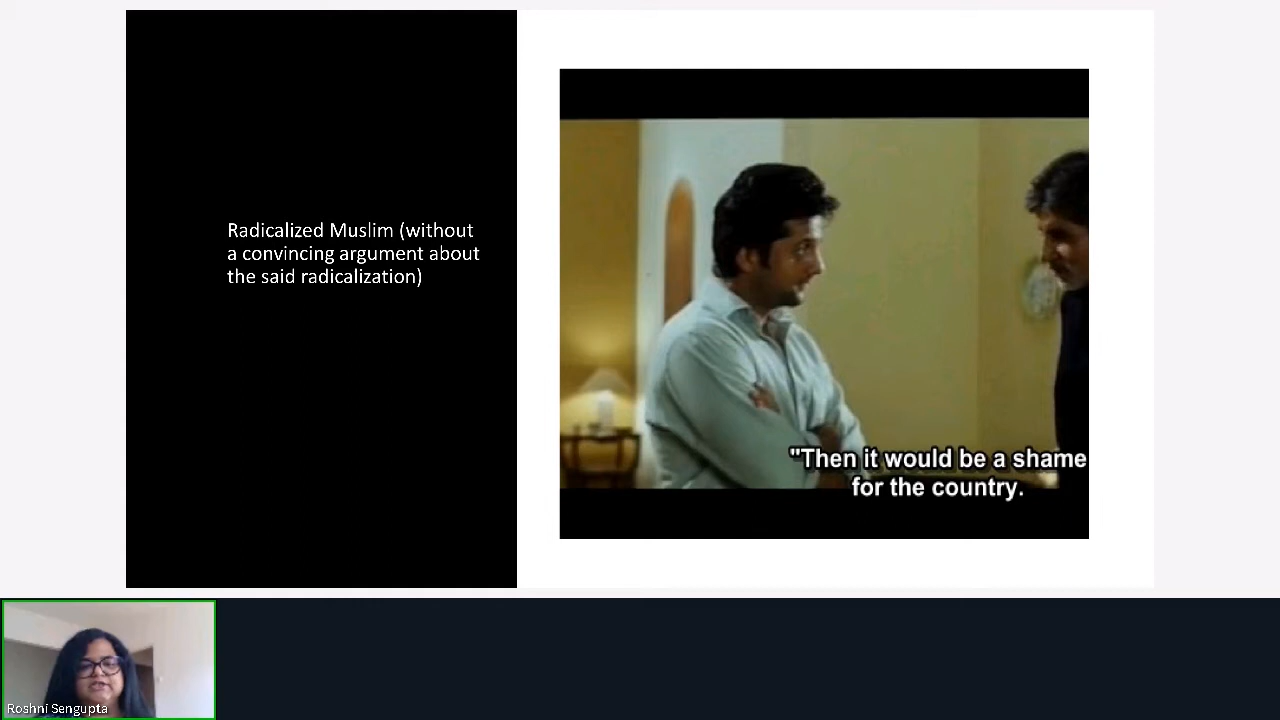 Radicalized Muslim (without
a convincing argument about
the said radicalization)
"Then it would be a shame
for the country.
Roshni Sengupta